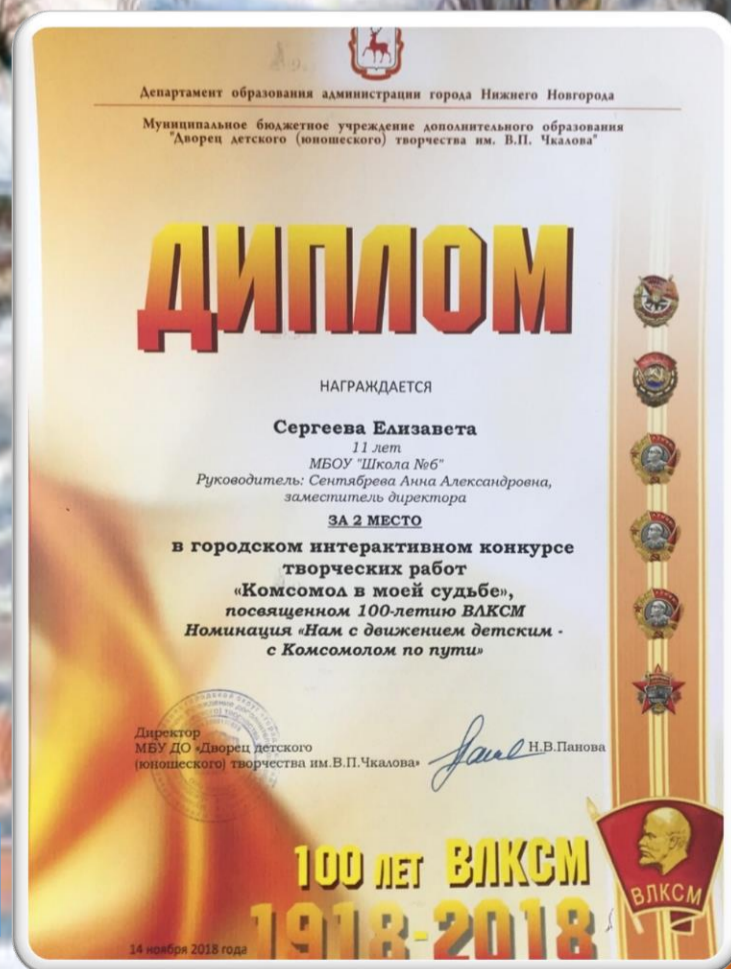 Департамент образования администрации города Нижнего Новгорода
Муниципальное бюджетное учреждение дополнительного образования
"Дворец детского (юношеского) творчества им. В.П. Чкалова"
ДИПЛОМ
НАГРАЖДАЕТСЯ
Сергеева Елизавета
11 лет
МБОУ "Школа №6"
Руководитель: Сентябрева Анна Александровна,
заместитель директора
ЗА 2 МЕСТО
в городском интерактивном конкурсе
творческих работ
«Комсомол в моей судьбе»,
посвященном 100-летию ВЛКСМ
Номинация «Нам с движением детским -
с Комсомолом по пути»
Директор
МБУ ДО «Дворец детского
(юношеского) творчества им.В.П.Чкалова»
Н.В.Панова
100 ЛЕТ ВЛКСМ
ВЛКСМ
1918-2018
14 ноября 2018 года